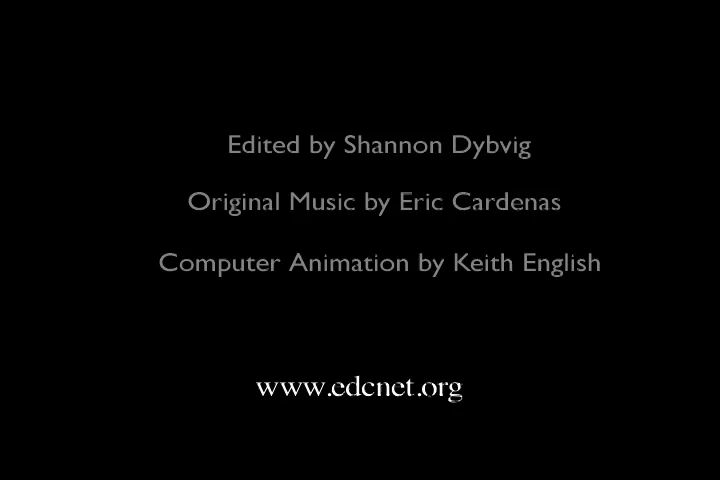 Edited by Shannon Dybvig
Original Music by Eric Cardenas
Computer Animation by Keith English
www.edcnet.org